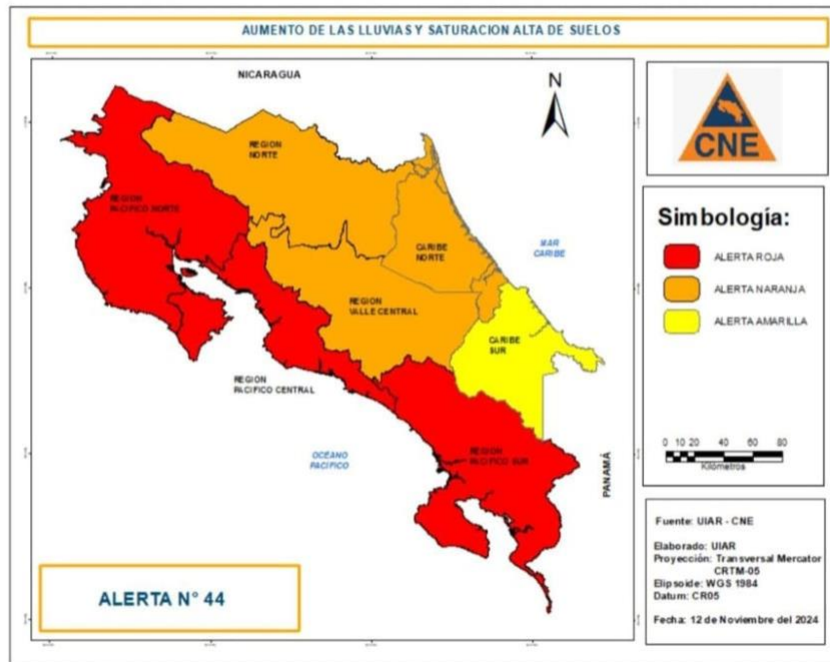 AUMENTO DE LAS LLUVIAS Y SATURACION ALTA DE SUELOS
NICARAGUA
N
CNE
REGION
NORTE
REGION
PACIFICO NORTE
CARIBE
NORTE
MAR
CARIBE
REGION
VALLE CENTRAL
CARIBE
SUR
REGION
PACIFICO CENTRAL
OCEANO
PACIFICO
REGION
PACIFICO SUR
PANAMÁ
ALERTA N° 44
Simbología:
ALERTA ROJA
ALERTA NARANJA
ALERTA AMARILLA
0 10 20 40 60 80
Kilómetros
Fuente: UIAR - CNE
Elaborado: UIAR
Proyección: Transversal Mercator
CRTM-05
Elipsoide: WGS 1984
Datum: CR05
Fecha: 12 de Noviembre del 2024